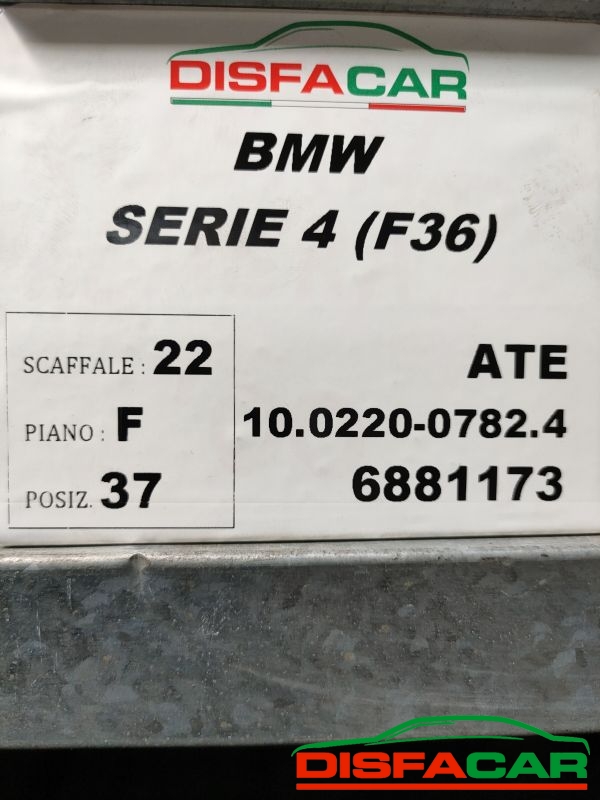 DISFACAR
BMW
SERIE 4 (F36)
SCAFFALE : 22
PIANO : F
POSIZ. 37
ATE
10.0220-0782.4
6881173
DISFACAR